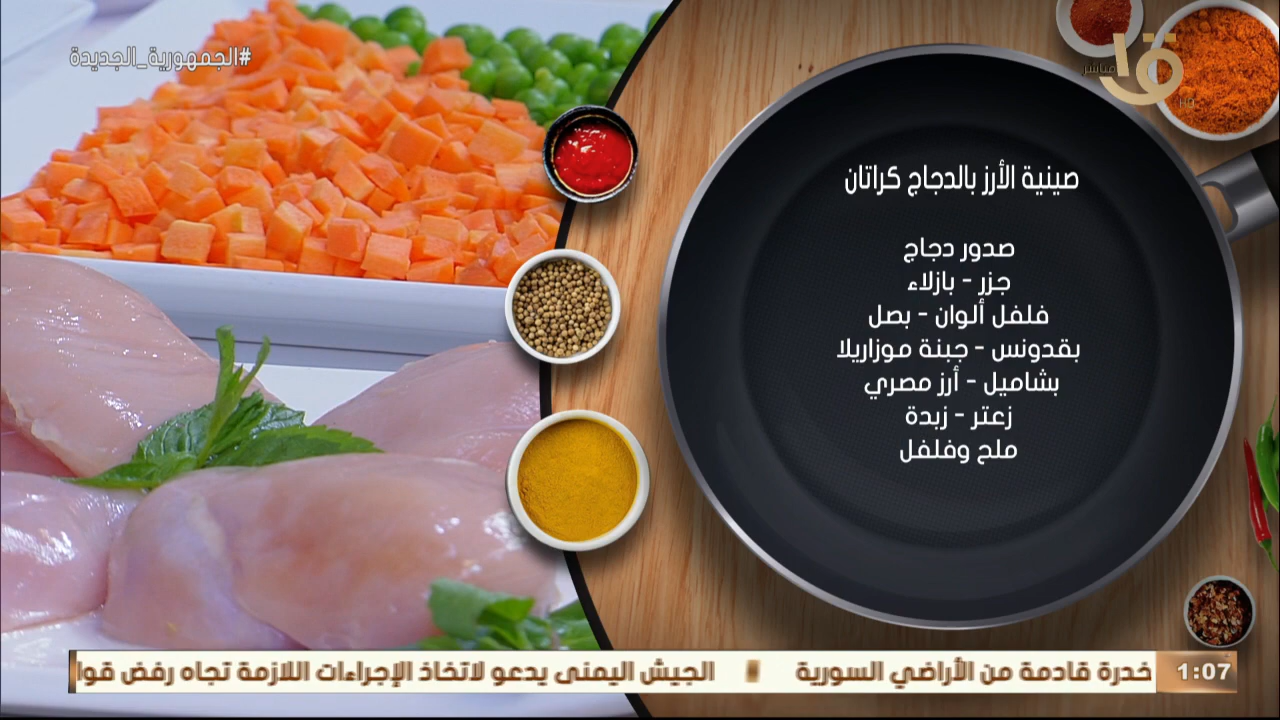 #الجمهورية_الجديدة
مباشر
HD
صينية الأرز بالدجاج كراتان
صدور دجاج
جزر - بازلاء
فلفل ألوان - بصل
بقدونس - جبنة موزاريلا
بشاميل - أرز مصري
زعتر - زبدة
ملح وفلفل
1:07
خدرة قادمة من الأراضي السورية
الجيش اليمنى يدعو لاتخاذ الإجراءات اللازمة تجاه رفض قوا